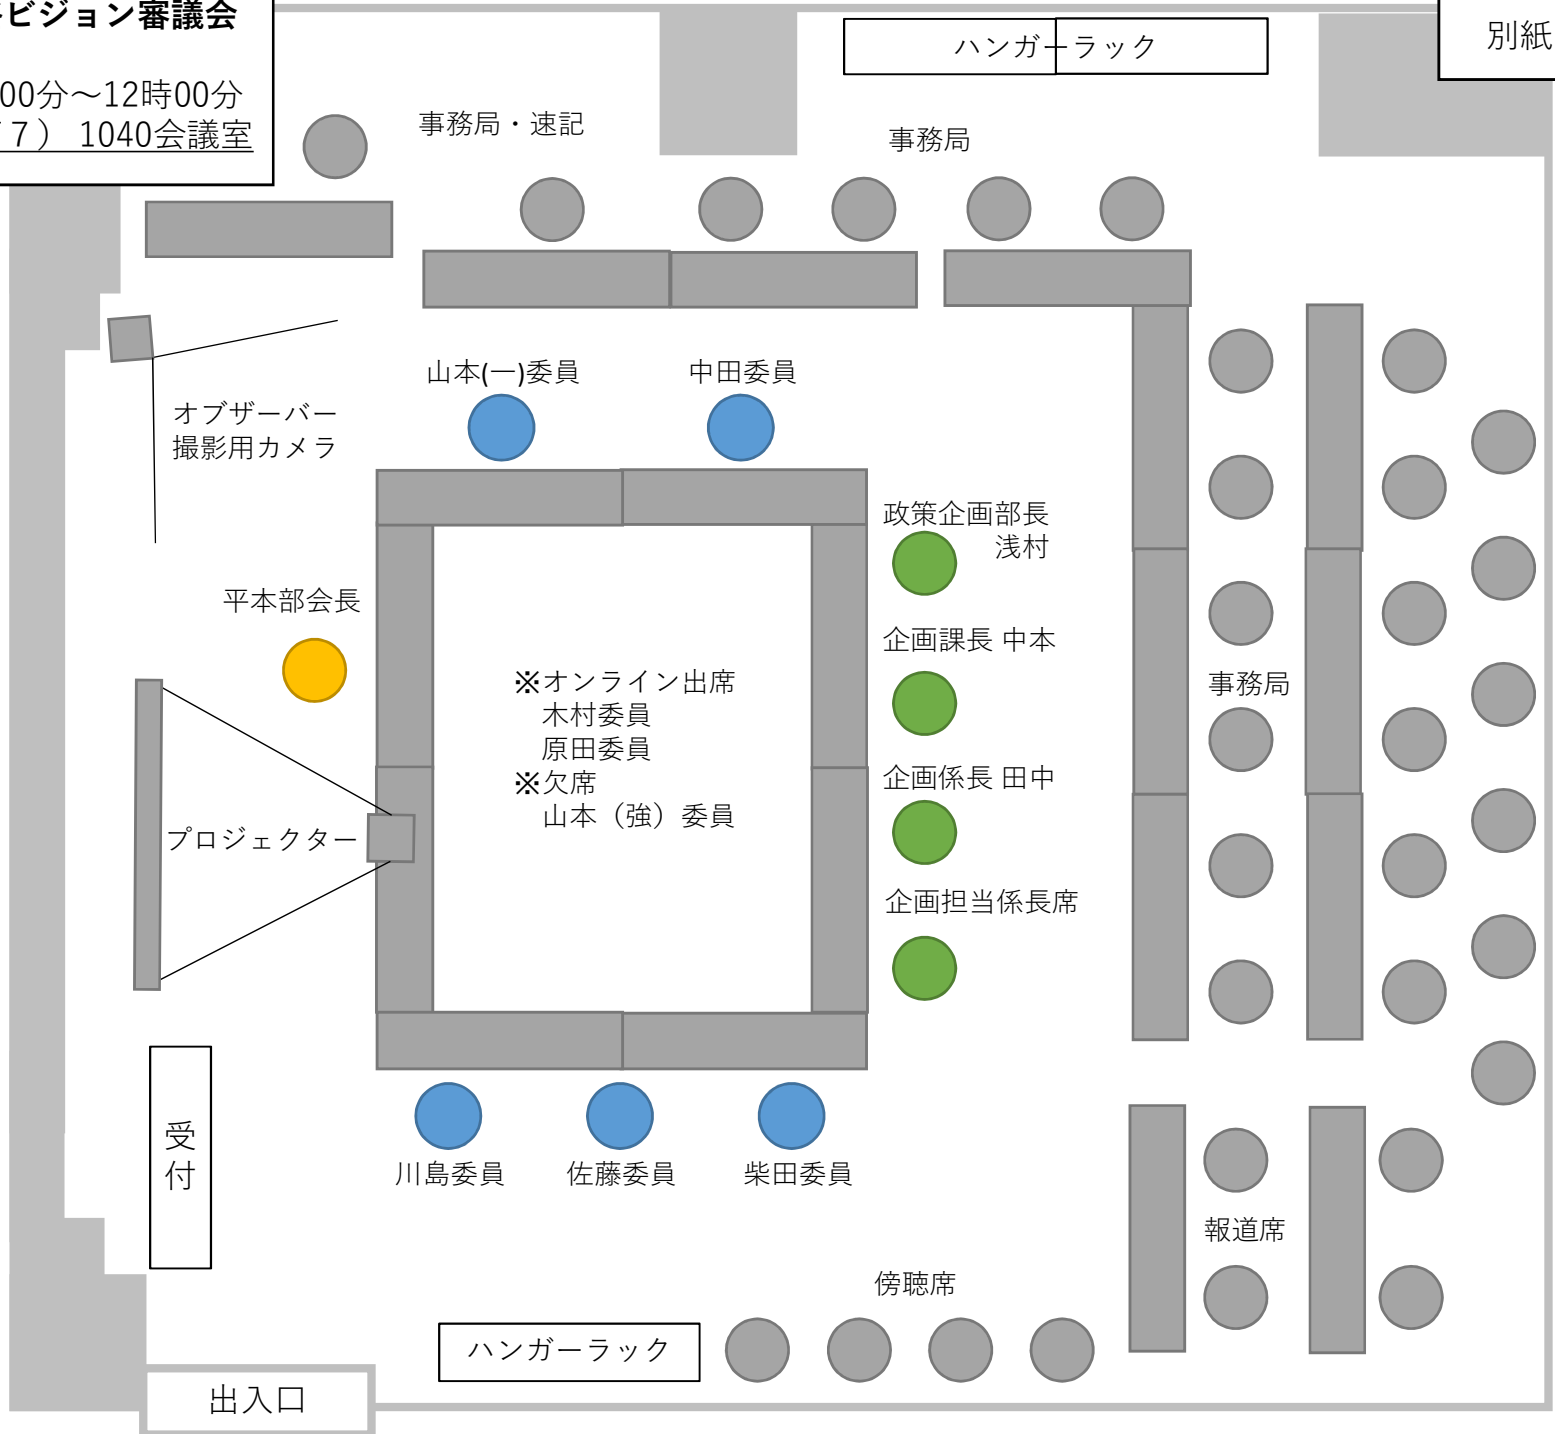 ビジョン審議会
別紙
00分～12時00分
７） 1040会議室
ハンガーラック
事務局・速記
事務局
山本(一)委員
中田委員
オブザーバー
撮影用カメラ
政策企画部長
浅村
平本部会長
企画課長 中本
※オンライン出席
木村委員
原田委員
※欠席
山本（強）委員
事務局
企画係長 田中
プロジェクター
企画担当係長席
受付
川島委員
佐藤委員
柴田委員
報道席
傍聴席
ハンガーラック
出入口